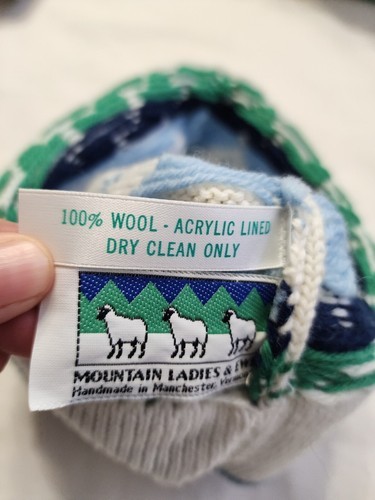 100% WOOL - ACRYLIC LINED
DRY CLEAN ONLY
MOUNTAIN LADIES &
Handmade in Manchester,